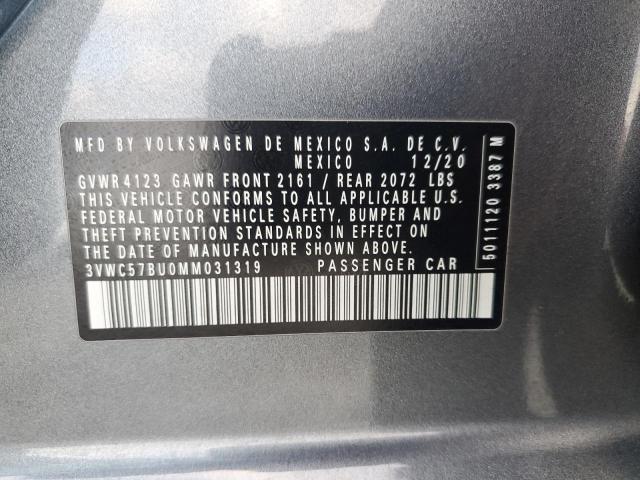 MFD BY VOLKSWAGEN DE MEXICO S.A. DE C.V.
MEXICO 12/20
GVWR 4123 GAWR FRONT 2161 / REAR 2072 LBS
THIS VEHICLE CONFORMS TO ALL APPLICABLE U.S.
FEDERAL MOTOR VEHICLE SAFETY, BUMPER AND
THEFT PREVENTION STANDARDS IN EFFECT ON
THE DATE OF MANUFACTURE SHOWN ABOVE.
3VWC57BU0MM031319 PASSENGER CAR
5011120 3387 M